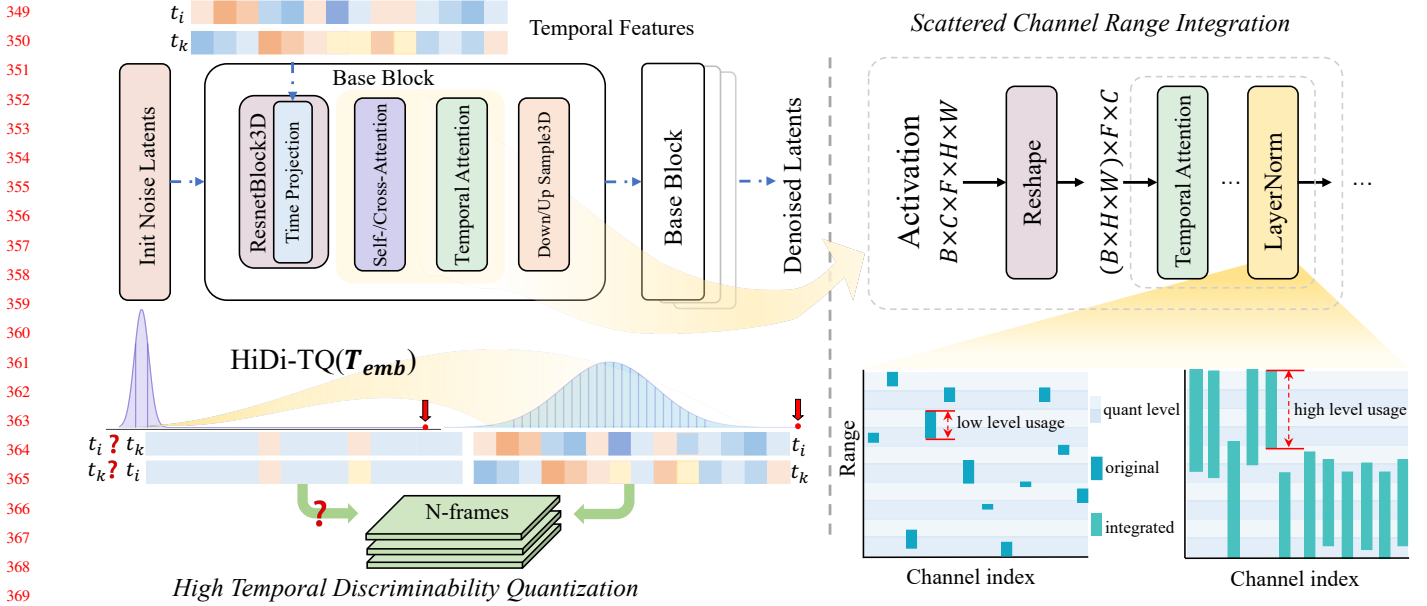 349
350
351
352
353
354
355
356
357
358
359
360
361
362
363
364
365
366
367
368
369
t_i
t_k
Temporal Features
Init Noise Latents
Base Block
ResnetBlock3D
Time Projection
Self-/Cross-Attention
Temporal Attention
Down/Up Sample3D
Base Block
Denoised Latents
HiDi-TQ(T_emb)
t_i ? t_k
t_i
t_k ? t_i
t_k
?
N-frames
High Temporal Discriminability Quantization
Scattered Channel Range Integration
Activation
B×C×F×H×W
Reshape
(B×H×W)×F×C
Temporal Attention
...
LayerNorm
...
Range
low level usage
Channel index
quant level
original
integrated
high level usage
Channel index